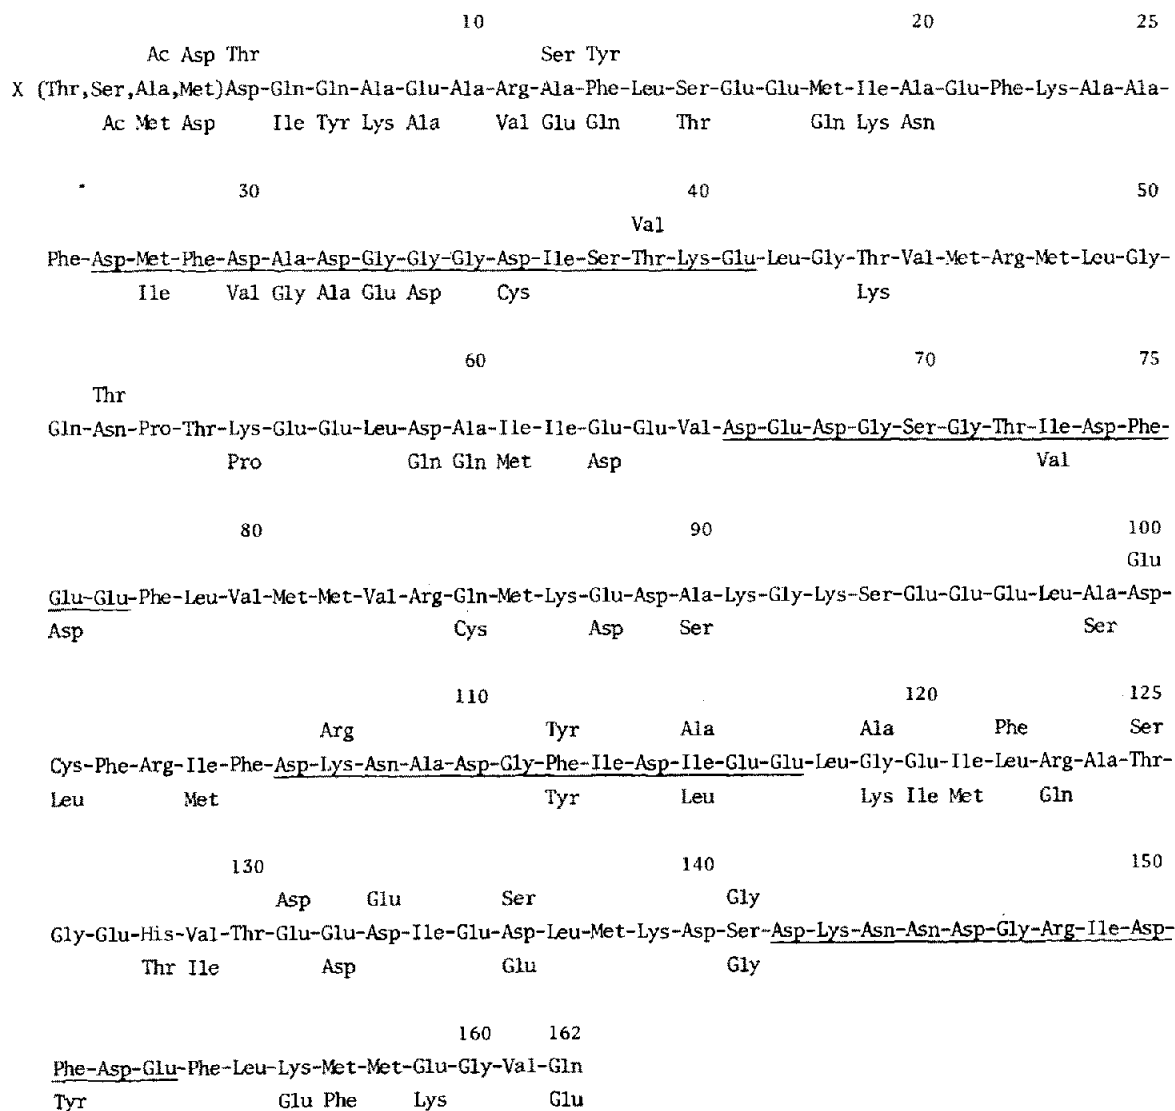 10 20 25
Ac Asp Thr Ser Tyr
X (Thr,Ser,Ala,Met)Asp-Gln-Gln-Ala-Glu-Ala-Arg-Ala-Phe-Leu-Ser-Glu-Glu-Met-Ile-Ala-Glu-Phe-Lys-Ala-Ala-
Ac Met Asp Ile Tyr Lys Ala Val Glu Gln Thr Gln Lys Asn
30 40 50
Val
Phe-Asp-Met-Phe-Asp-Ala-Asp-Gly-Gly-Gly-Asp-Ile-Ser-Thr-Lys-Glu-Leu-Gly-Thr-Val-Met-Arg-Met-Leu-Gly-
Ile Val Gly Ala Glu Asp Cys Lys
60 70 75
Thr
Gln-Asn-Pro-Thr-Lys-Glu-Glu-Leu-Asp-Ala-Ile-Ile-Glu-Glu-Val-Asp-Glu-Asp-Gly-Ser-Gly-Thr-Ile-Asp-Phe-
Pro Gln Gln Met Asp Val
80 90 100
Glu
Glu-Glu-Phe-Leu-Val-Met-Met-Val-Arg-Gln-Met-Lys-Glu-Asp-Ala-Lys-Gly-Lys-Ser-Glu-Glu-Glu-Leu-Ala-Asp-
Asp Cys Asp Ser Ser
110 120 125
Arg Tyr Ala Ala Phe Ser
Cys-Phe-Arg-Ile-Phe-Asp-Lys-Asn-Ala-Asp-Gly-Phe-Ile-Asp-Ile-Glu-Glu-Leu-Gly-Glu-Ile-Leu-Arg-Ala-Thr-
Leu Met Tyr Leu Lys Ile Met Gln
130 140 150
Asp Glu Ser Gly
Gly-Glu-His-Val-Thr-Glu-Glu-Asp-Ile-Glu-Asp-Leu-Met-Lys-Asp-Ser-Asp-Lys-Asn-Asn-Asp-Gly-Arg-Ile-Asp-
Thr Ile Asp Glu Gly
160 162
Phe-Asp-Glu-Phe-Leu-Lys-Met-Met-Glu-Gly-Val-Gln
Tyr Glu Phe Lys Glu